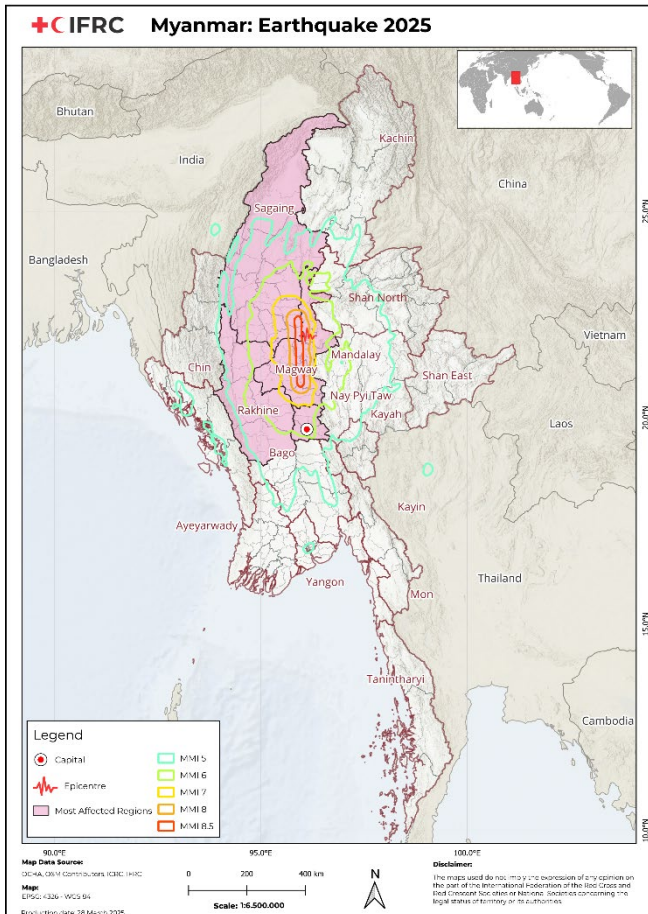 IFRC Myanmar: Earthquake 2025
Bhutan
Kachin
India
China
25.0°N
Sagaing
Bangladesh
Shan North
Vietnam
Chin
Mandalay
Magway
Shan East
Nay Pyi Taw
Rakhine
Kayah
20.0°N
Laos
Bago
Kayin
Ayeyarwady
Yangon
Thailand
Mon
15.0°N
Tanintharyi
Cambodia
Legend
Capital
Epicentre
Most Affected Regions
MMI 5
MMI 6
MMI 7
MMI 8
MMI 8.5
10.0°N
90.0°E
95.0°E
100.0°E
Map Data Source:
OCHA, OSM Contributors, ICRC, IFRC
Map:
EPSG: 4326 - WGS 84
Production date: 28 March 2025
0 200 400 km
Scale: 1:6.500.000
N
Disclaimer:
The maps used do not imply the expression of any opinion on
the part of the International Federation of the Red Cross and
Red Crescent Societies or National Societies concerning the
legal status of territory or its authorities.